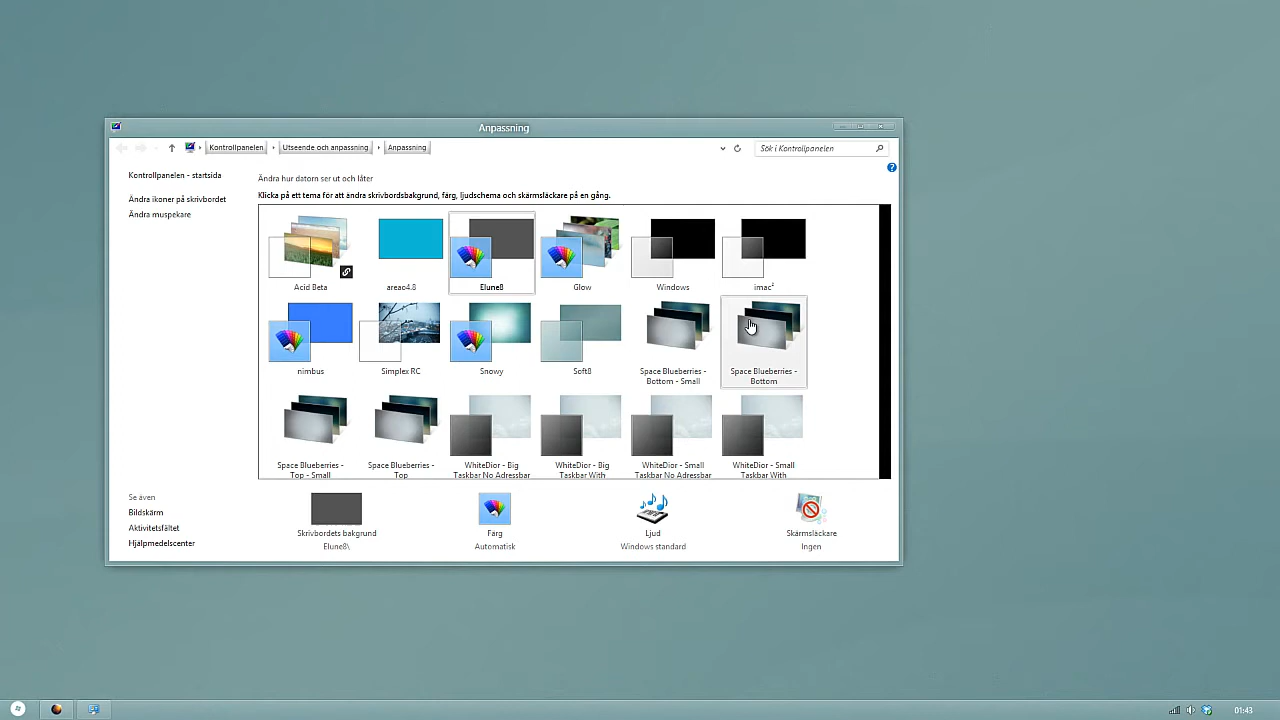 Anpassning
Kontrollpanelen
Utseende och anpassning
Anpassning
Sök i Kontrollpanelen
Kontrollpanelen - startsida
Ändra ikoner på skrivbordet
Ändra muspekare
Ändra hur datorn ser ut och låter
Klicka på ett tema för att ändra skrivbordsbakgrund, färg, ljudschema och skärmsläckare på en gång.
Acid Beta
areao4.8
Elune8
Glow
Windows
imac²
nimbus
Simplex RC
Snowy
Soft8
Space Blueberries -
Bottom - Small
Space Blueberries -
Bottom
Space Blueberries -
Top - Small
Space Blueberries -
Top
WhiteDior - Big
Taskbar No Adressbar
WhiteDior - Big
Taskbar With
WhiteDior - Small
Taskbar No Adressbar
WhiteDior - Small
Taskbar With
Se även
Bildskärm
Aktivitetsfältet
Hjälpmedelscenter
Skrivbordets bakgrund
Elune8\
Färg
Automatisk
Ljud
Windows standard
Skärmsläckare
Ingen
01:43